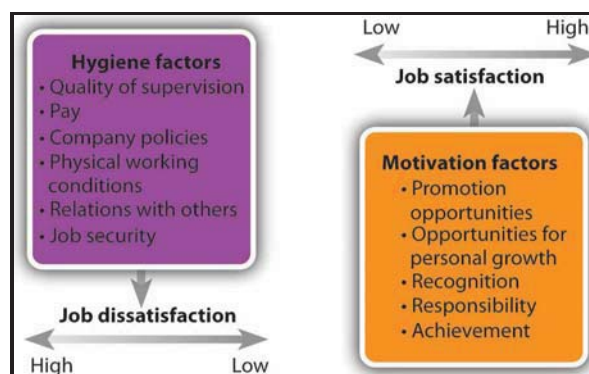 Hygiene factors
• Quality of supervision
• Pay
• Company policies
• Physical working
conditions
• Relations with others
• Job security
Job dissatisfaction
High Low
Low High
Job satisfaction
Motivation factors
• Promotion
opportunities
• Opportunities for
personal growth
• Recognition
• Responsibility
• Achievement